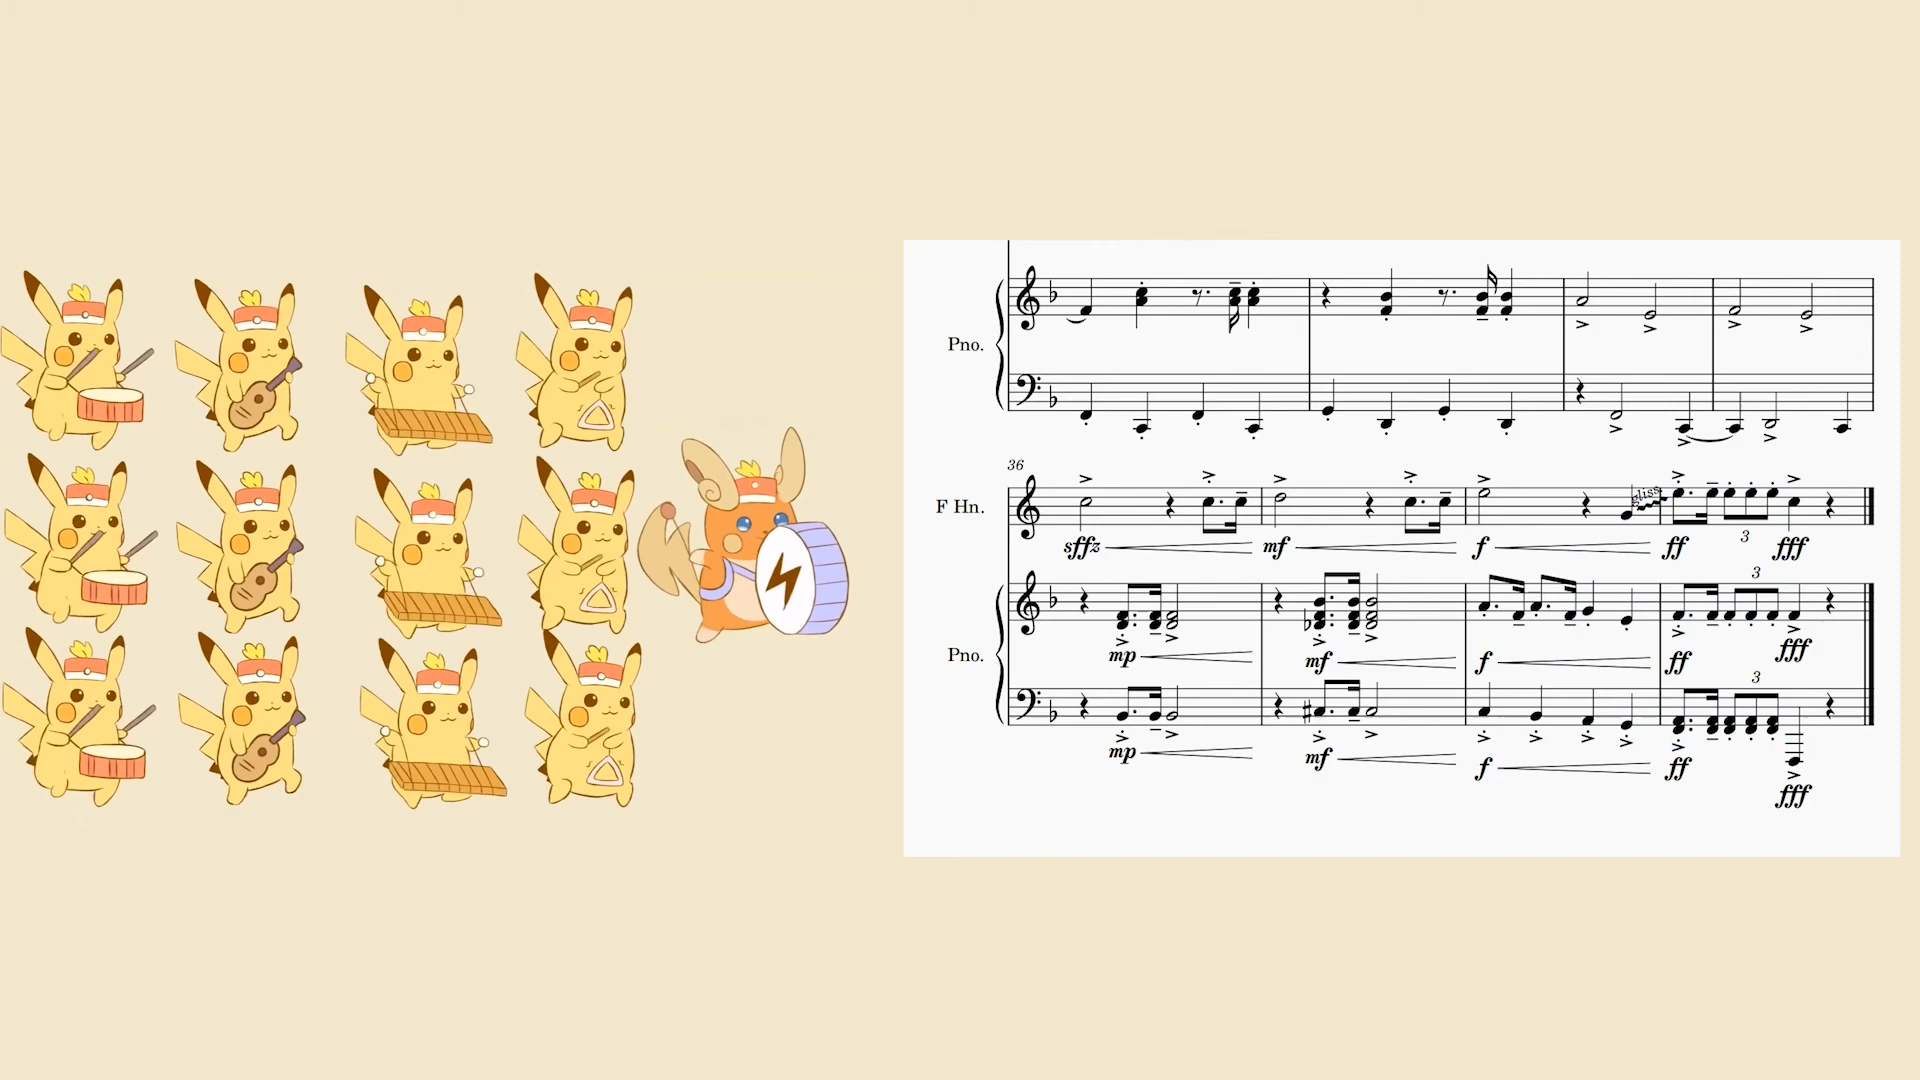 Pno.
36
F Hn.
gliss.
3
sffz mf f ff fff
3
Pno.
mp mf f ff fff
3
mp mf f ff
fff